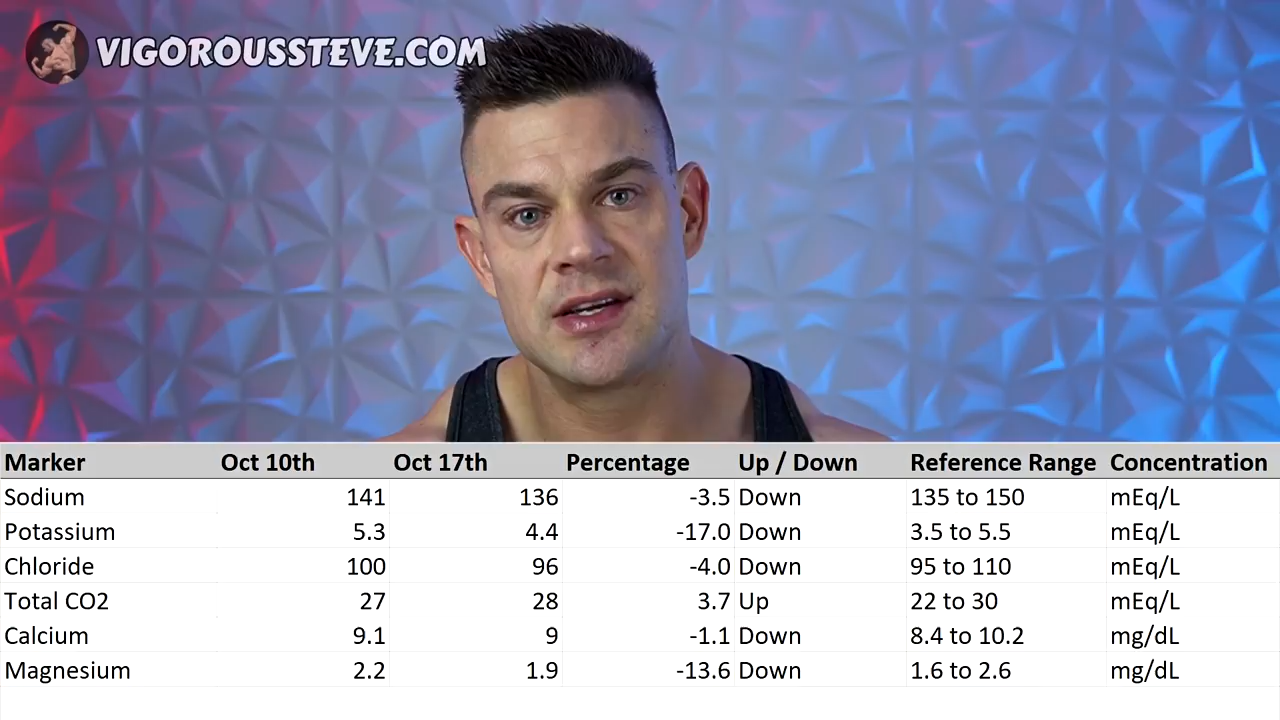 VIGOROUSSTEVE.COM
Marker Oct 10th Oct 17th Percentage Up / Down Reference Range Concentration
Sodium 141 136 -3.5 Down 135 to 150 mEq/L
Potassium 5.3 4.4 -17.0 Down 3.5 to 5.5 mEq/L
Chloride 100 96 -4.0 Down 95 to 110 mEq/L
Total CO2 27 28 3.7 Up 22 to 30 mEq/L
Calcium 9.1 9 -1.1 Down 8.4 to 10.2 mg/dL
Magnesium 2.2 1.9 -13.6 Down 1.6 to 2.6 mg/dL